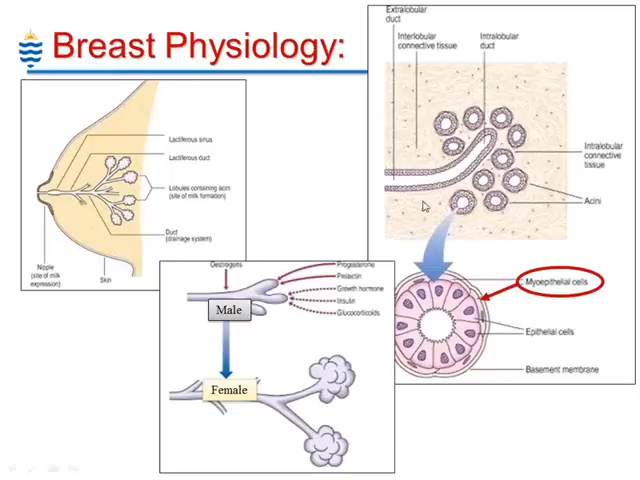 Breast Physiology:
Extralobular
duct
Interlobular
connective tissue
Intralobular
duct
Intralobular
connective
tissue
Acini
Myoepithelial cells
Epithelial cells
Basement membrane
Lactiferous sinus
Lactiferous duct
Lobules containing acini
(site of milk formation)
Duct
(drainage system)
Nipple
(site of milk
expression)
Skin
Oestrogens
Progesterone
Prolactin
Growth hormone
Insulin
Glucocorticoids
Male
Female